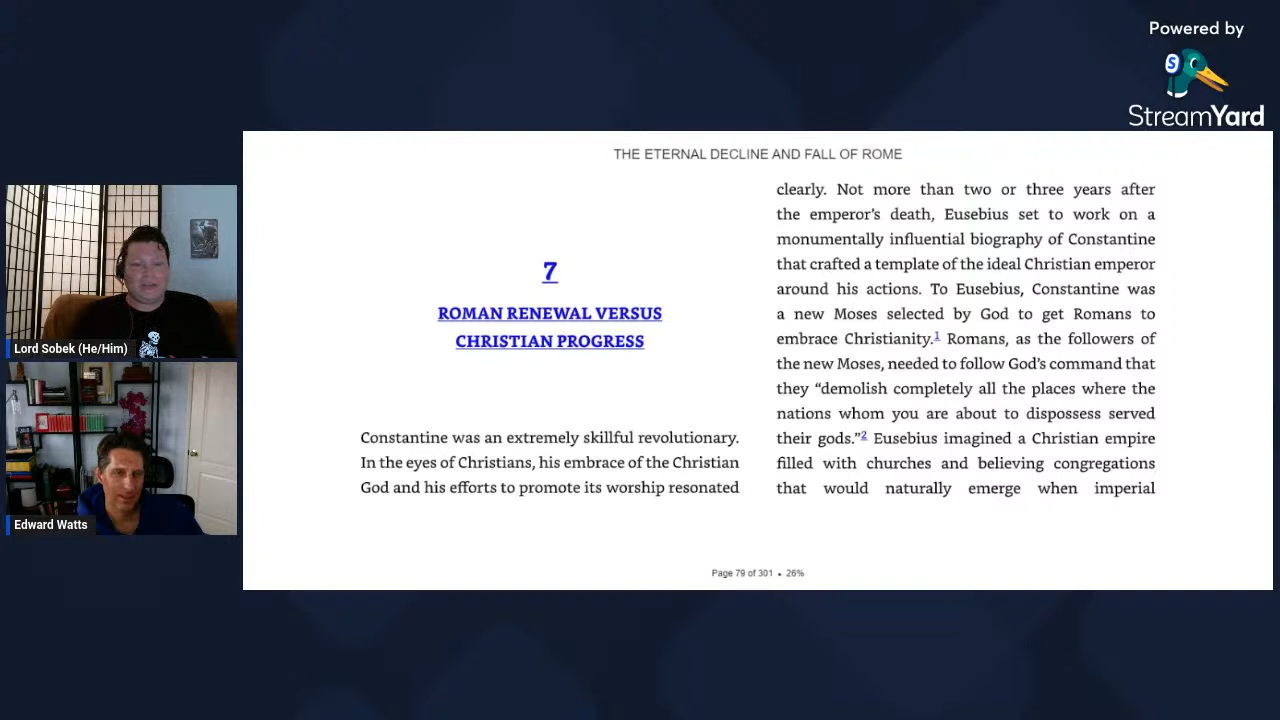 Powered by
S
StreamYard
THE ETERNAL DECLINE AND FALL OF ROME
7
ROMAN RENEWAL VERSUS
CHRISTIAN PROGRESS
Constantine was an extremely skillful revolutionary.
In the eyes of Christians, his embrace of the Christian
God and his efforts to promote its worship resonated
clearly. Not more than two or three years after
the emperor’s death, Eusebius set to work on a
monumentally influential biography of Constantine
that crafted a template of the ideal Christian emperor
around his actions. To Eusebius, Constantine was
a new Moses selected by God to get Romans to
embrace Christianity.1 Romans, as the followers of
the new Moses, needed to follow God’s command that
they “demolish completely all the places where the
nations whom you are about to dispossess served
their gods.”2 Eusebius imagined a Christian empire
filled with churches and believing congregations
that would naturally emerge when imperial
Page 79 of 301 • 26%
Lord Sobek (He/Him)
Edward Watts